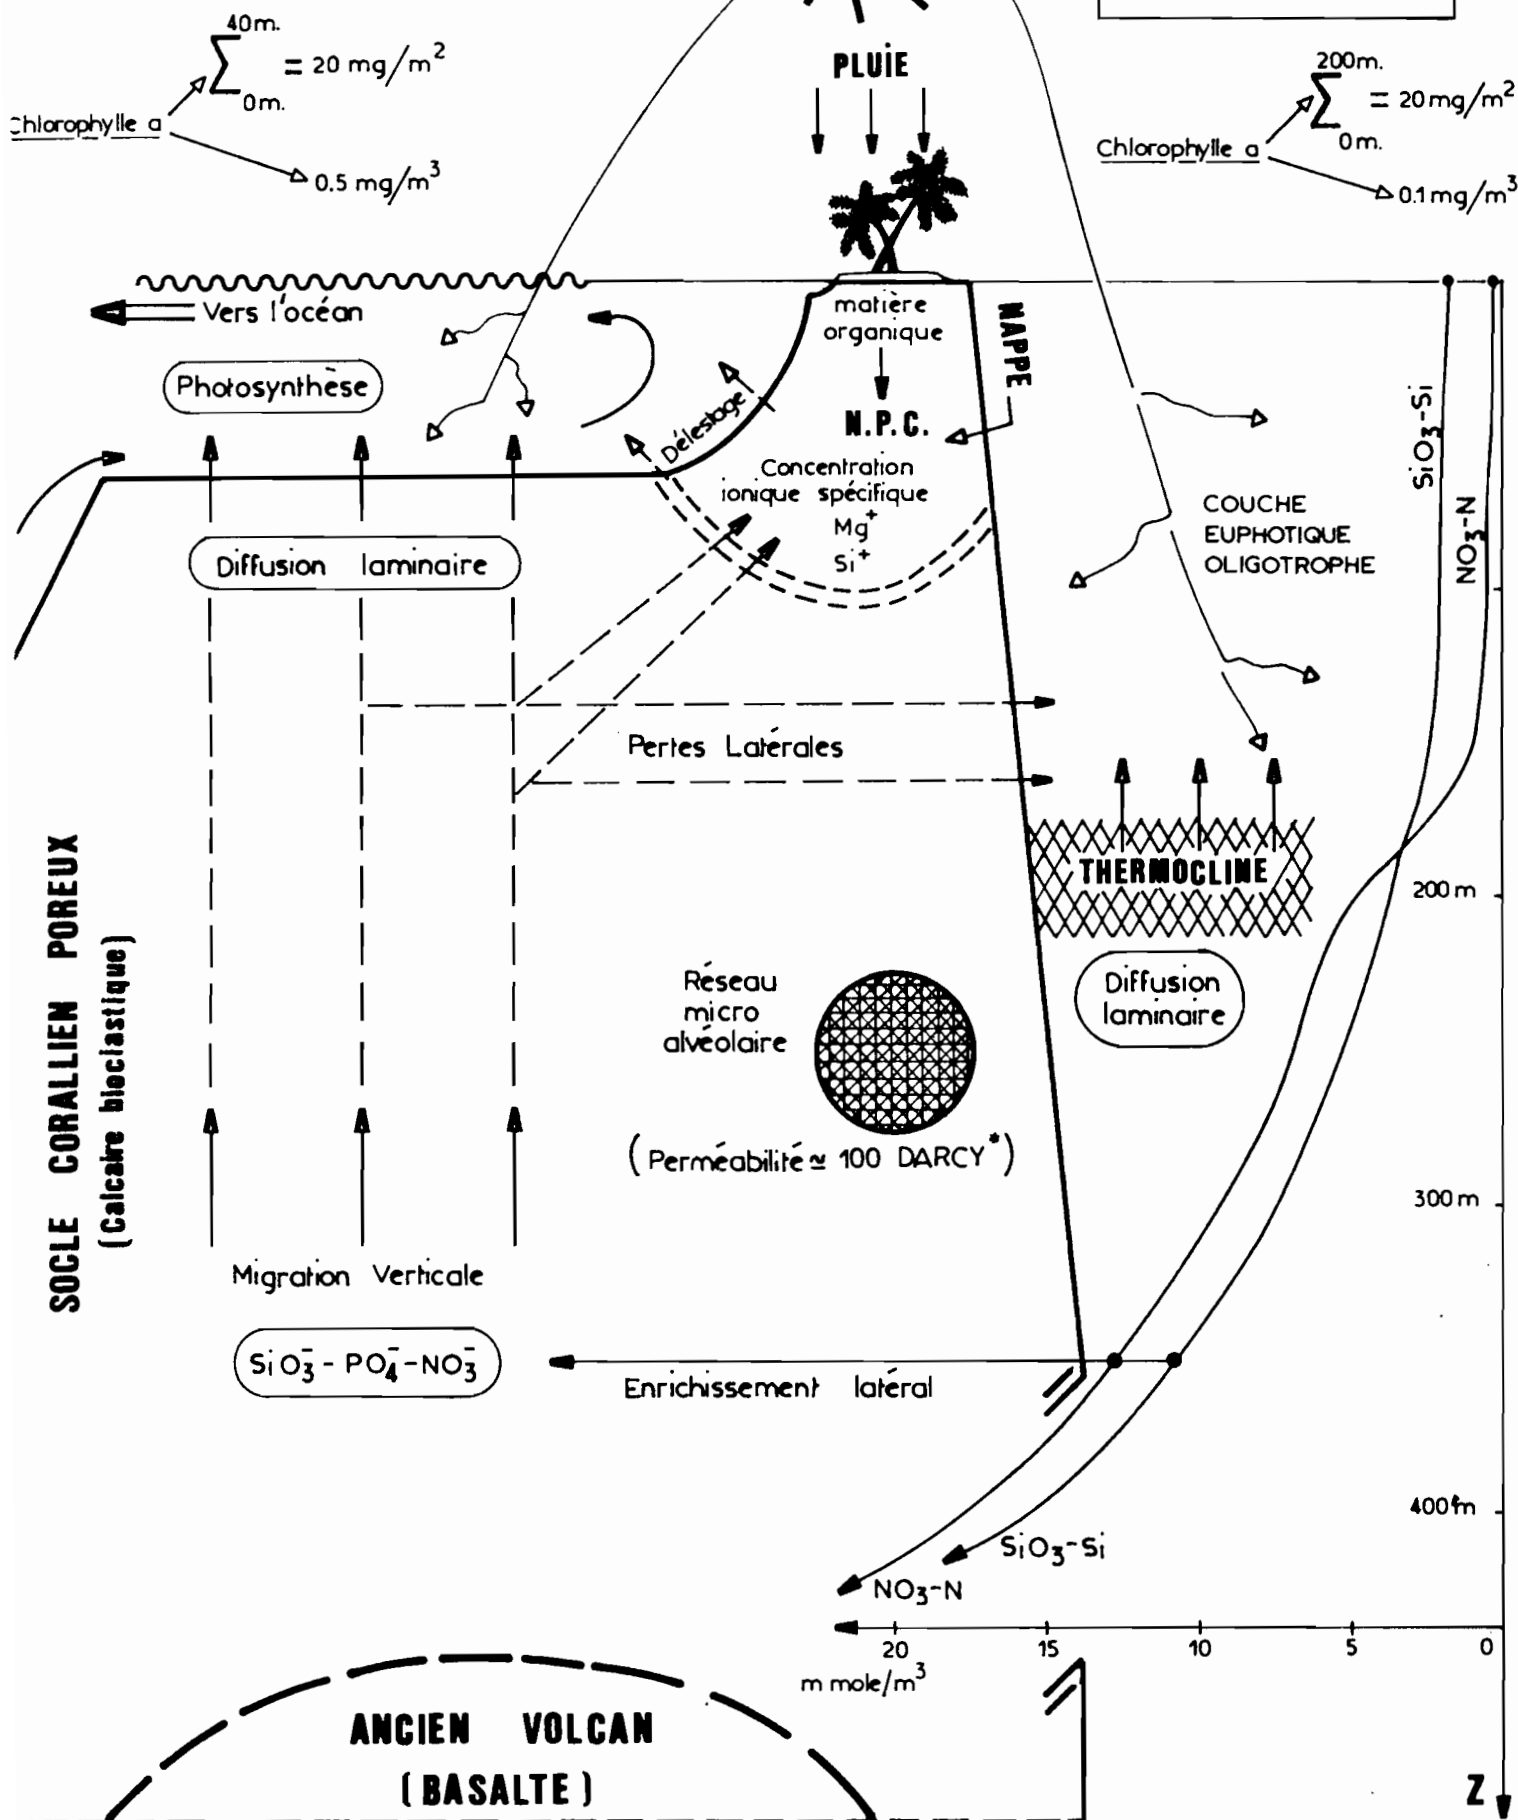 40m.
∑ = 20 mg/m²
0m.
Chlorophylle a
0.5 mg/m³
PLUiE
200m.
∑ = 20 mg/m²
0m.
Chlorophylle a
0.1 mg/m³
Vers l'océan
Photosynthèse
matière
organique
NAPPE
Délestage
N.P.C.
Concentration
ionique spécifique
Mg⁺
Si⁺
SiO₃-Si
NO₃-N
COUCHE
EUPHOTIQUE
OLIGOTROPHE
Diffusion laminaire
Pertes Latérales
THERMOCLINE
200 m
SOCLE CORALLIEN POREUX
(Calcaire bioclastique)
Réseau
micro
alvéolaire
Diffusion
laminaire
(Perméabilité ≃ 100 DARCY*)
300 m
Migration Verticale
SiO₃⁻ - PO₄⁻ - NO₃⁻
Enrichissement latéral
400 m
SiO₃-Si
NO₃-N
20 15 10 5 0
m mole/m³
ANCIEN VOLCAN
(BASALTE)
Z